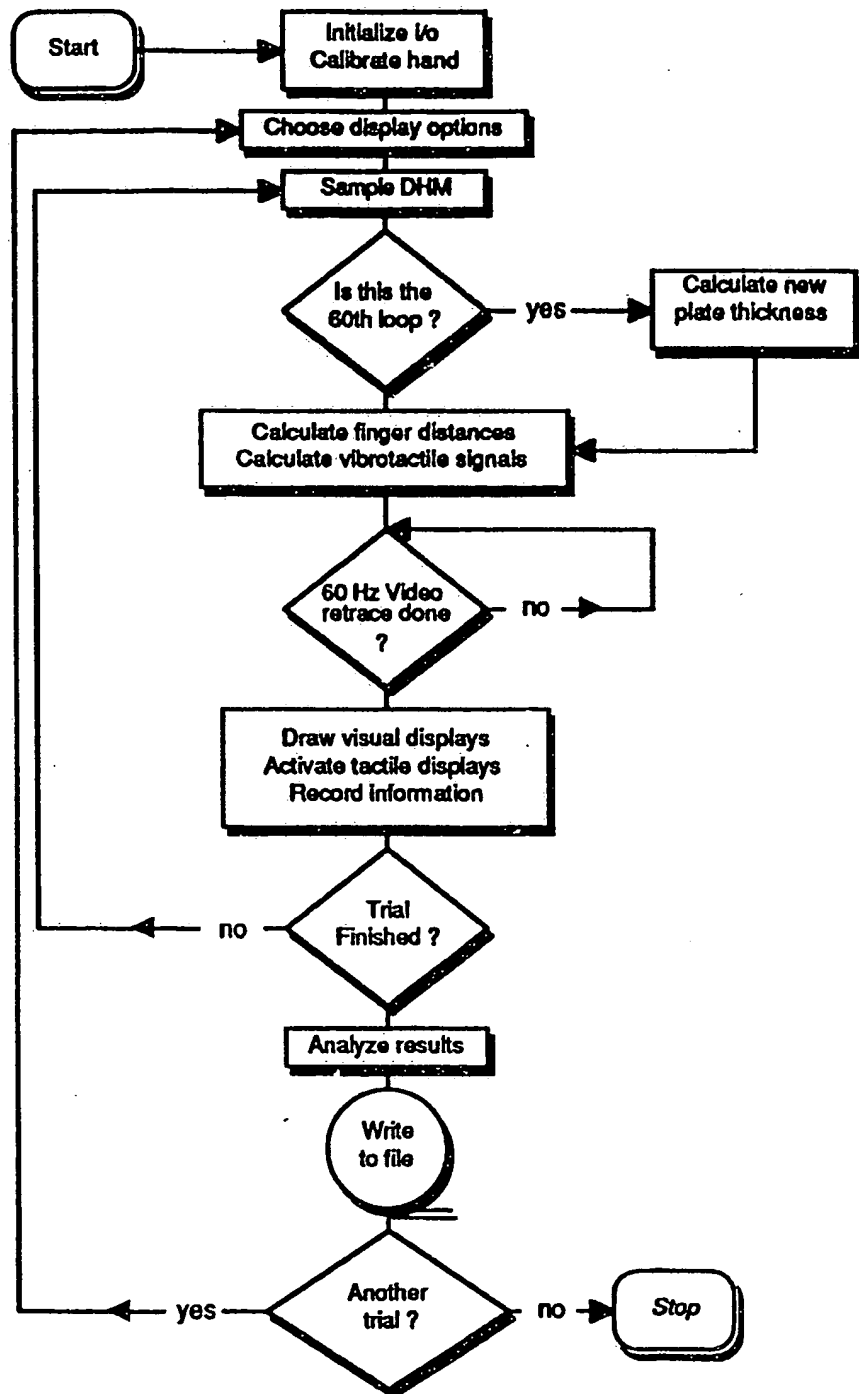 Start
Initialize i/o
Calibrate hand
Choose display options
Sample DHM
Is this the
60th loop ?
yes
Calculate new
plate thickness
Calculate finger distances
Calculate vibrotactile signals
60 Hz Video
retrace done
?
no
Draw visual displays
Activate tactile displays
Record information
Trial
Finished ?
no
Analyze results
Write
to file
Another
trial ?
yes
no
Stop